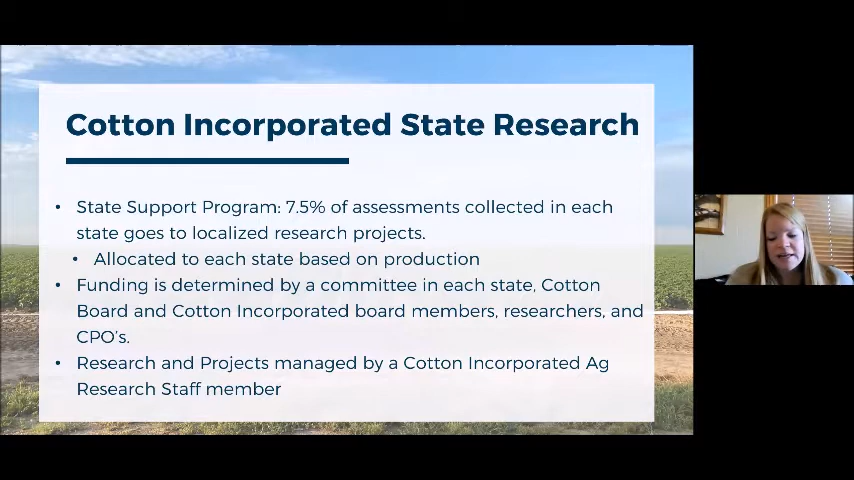 Cotton Incorporated State Research
• State Support Program: 7.5% of assessments collected in each
state goes to localized research projects.
• Allocated to each state based on production
• Funding is determined by a committee in each state, Cotton
Board and Cotton Incorporated board members, researchers, and
CPO's.
• Research and Projects managed by a Cotton Incorporated Ag
Research Staff member